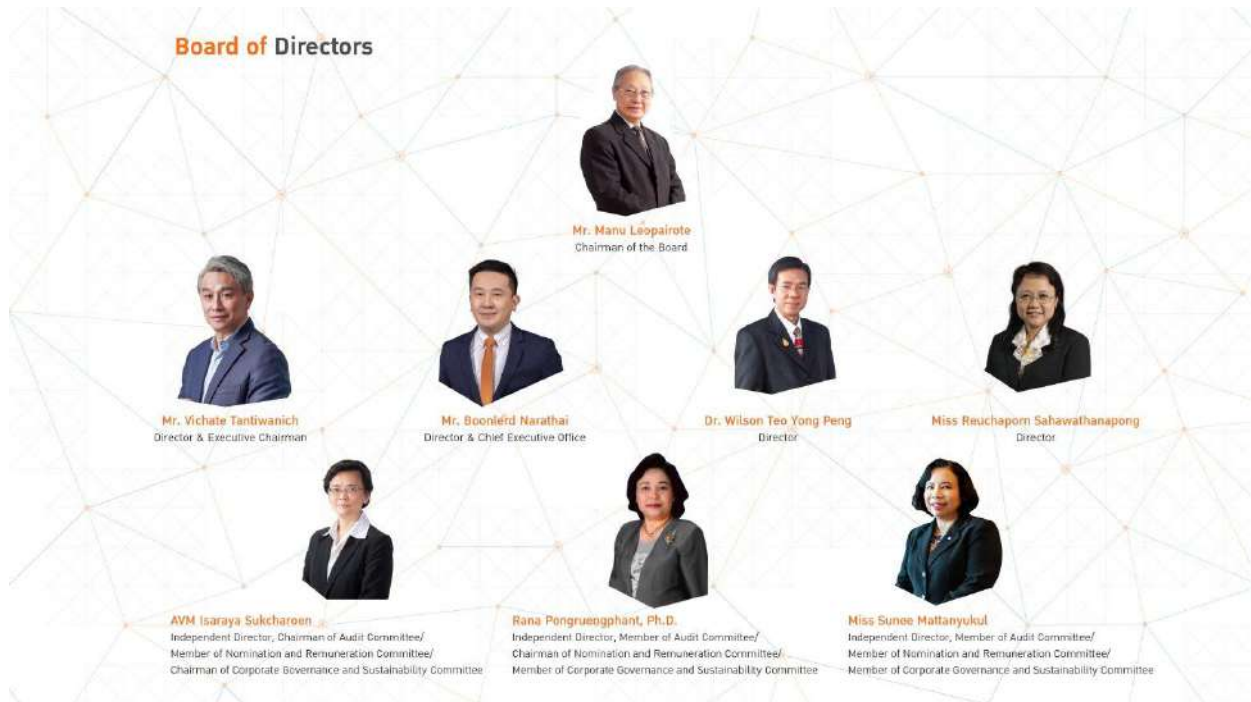 Board of Directors
Mr. Manu Leopairote
Chairman of the Board
Mr. Vichate Tantiwanich
Director & Executive Chairman
Mr. Boonlerd Narathai
Director & Chief Executive Office
Dr. Wilson Teo Yong Peng
Director
Miss Reuchaporn Sahawathanapong
Director
AVM Isaraya Sukcharoen
Independent Director, Chairman of Audit Committee/
Member of Nomination and Remuneration Committee/
Chairman of Corporate Governance and Sustainability Committee
Rana Pongruengphant, Ph.D.
Independent Director, Member of Audit Committee/
Chairman of Nomination and Remuneration Committee/
Member of Corporate Governance and Sustainability Committee
Miss Sunee Mattanyukul
Independent Director, Member of Audit Committee/
Member of Nomination and Remuneration Committee/
Member of Corporate Governance and Sustainability Committee